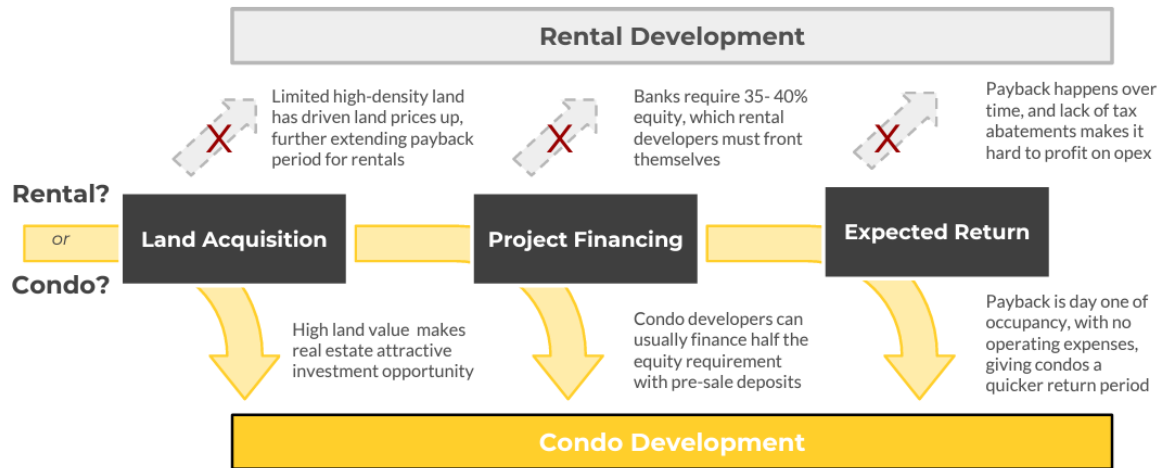 Rental Development
Limited high-density land
has driven land prices up,
further extending payback
period for rentals
X
Banks require 35- 40%
equity, which rental
developers must front
themselves
X
Payback happens over
time, and lack of tax
abatements makes it
hard to profit on opex
X
Rental?
or
Condo?
Land Acquisition
Project Financing
Expected Return
High land value makes
real estate attractive
investment opportunity
Condo developers can
usually finance half the
equity requirement
with pre-sale deposits
Payback is day one of
occupancy, with no
operating expenses,
giving condos a
quicker return period
Condo Development